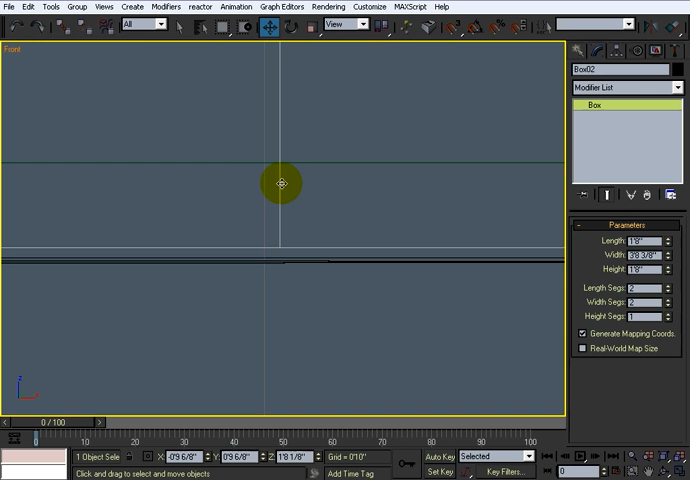 File Edit Tools Group Views Create Modifiers reactor Animation Graph Editors Rendering Customize MAXScript Help
All View
Front
Box02
Modifier List
Box
- Parameters
Length: 1'8"
Width: 3'8 3/8"
Height: 1'8"
Length Segs: 2
Width Segs: 2
Height Segs: 1
Generate Mapping Coords.
Real-World Map Size
z
x
0 / 100
0 10 20 30 40 50 60 70 80 90 100
1 Object Sele X: -0'9 6/8" Y: 0'9 6/8" Z: 1'8 1/8" Grid = 0'10" Auto Key Selected
Click and drag to select and move objects Add Time Tag Set Key Key Filters... 0